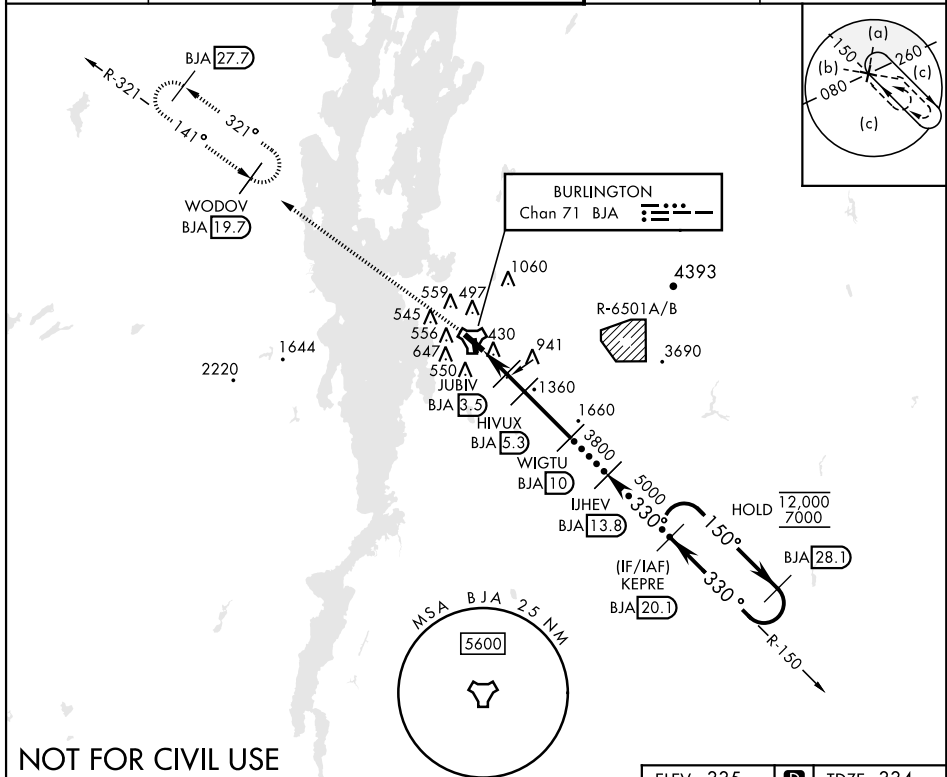 BJA 27.7
R-321
321°
141°
WODOV
BJA 19.7
(a)
150
260
(b)
(c)
080
(c)
BURLINGTON
Chan 71 BJA
1060
4393
559
497
545
R-6501A/B
556
430
941
3690
647
1644
550
2220
JUBIV
BJA 3.5
1360
HIVUX
BJA 5.3
1660
WIGTU
BJA 10
3800
IJHEV
BJA 13.8
5000
330°
HOLD 12,000
7000
150°
BJA 28.1
(IF/IAF)
KEPRE
BJA 20.1
330°
R-150
MSA BJA 25 NM
5600
NOT FOR CIVIL USE
ELEV 335 D TDZE 334